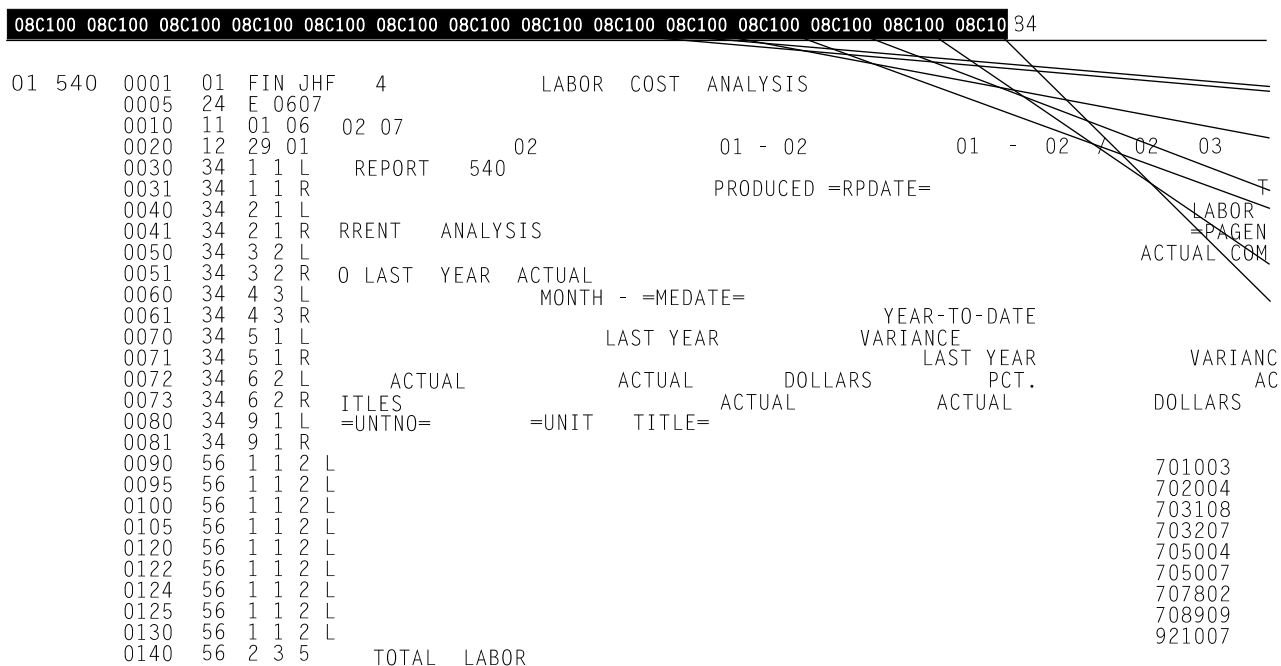 08C100 08C100 08C100 08C100 08C100 08C100 08C100 08C100 08C100 08C100 08C100 08C100 08C100 08C100 08C10 34
01 540 0001 01 FIN JHF 4 LABOR COST ANALYSIS
0005 24 E 0607
0010 11 01 06 02 07
0020 12 29 01 02 01 - 02 01 - 02 / 02 03
0030 34 1 1 L REPORT 540
0031 34 1 1 R PRODUCED =RPDATE= T
0040 34 2 1 L LABOR
0041 34 2 1 R RRENT ANALYSIS =PAGEN
0050 34 3 2 L ACTUAL COM
0051 34 3 2 R O LAST YEAR ACTUAL
0060 34 4 3 L MONTH - =MEDATE=
0061 34 4 3 R YEAR-TO-DATE
0070 34 5 1 L LAST YEAR VARIANCE
0071 34 5 1 R LAST YEAR VARIANC
0072 34 6 2 L ACTUAL ACTUAL DOLLARS PCT. AC
0073 34 6 2 R ITLES ACTUAL ACTUAL DOLLARS
0080 34 9 1 L =UNTNO= =UNIT TITLE=
0081 34 9 1 R
0090 56 1 1 2 L 701003
0095 56 1 1 2 L 702004
0100 56 1 1 2 L 703108
0105 56 1 1 2 L 703207
0120 56 1 1 2 L 705004
0122 56 1 1 2 L 705007
0124 56 1 1 2 L 707802
0125 56 1 1 2 L 708909
0130 56 1 1 2 L 921007
0140 56 2 3 5 TOTAL LABOR